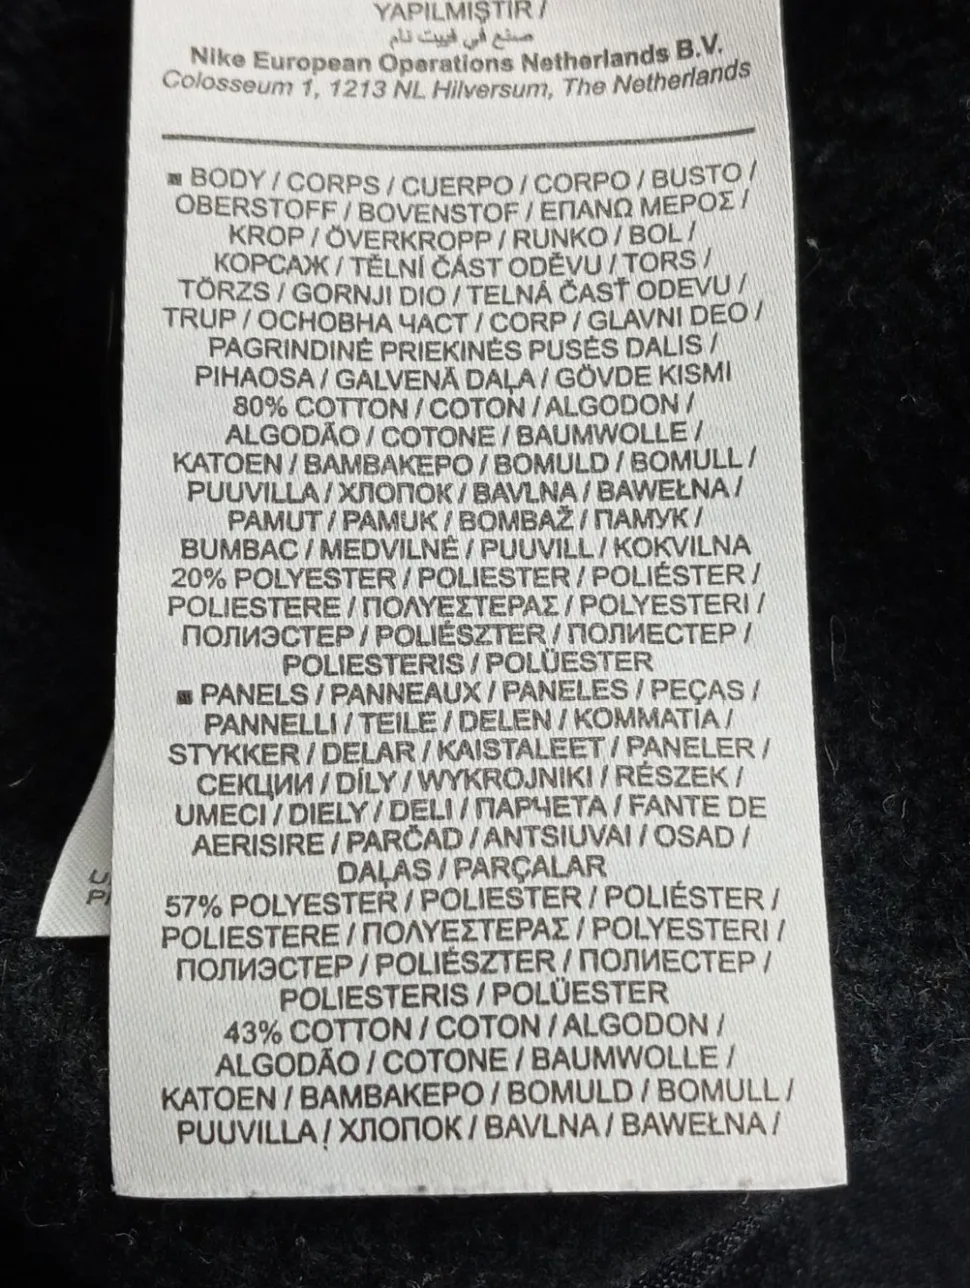 YAPILMIŞTIR /
صنع في فييت نام
Nike European Operations Netherlands B.V.
Colosseum 1, 1213 NL Hilversum, The Netherlands
BODY / CORPS / CUERPO / CORPO / BUSTO /
OBERSTOFF / BOVENSTOF / ΕΠΑΝΩ ΜΕΡΟΣ /
KROP / ÖVERKROPP / RUNKO / BOL /
КОРСАЖ / TĚLNÍ ČÁST ODĚVU / TORS /
TÖRZS / GORNJI DIO / TELNÁ ČASŤ ODEVU /
TRUP / ОСНОВНА ЧАСТ / CORP / GLAVNI DEO /
PAGRINDINĖ PRIEKINĖS PUSĖS DALIS /
PIHAOSA / GALVENĀ DAĻA / GÖVDE KISMI
80% COTTON / COTON / ALGODON /
ALGODÃO / COTONE / BAUMWOLLE /
KATOEN / ΒΑΜΒΑΚΕΡΟ / BOMULD / BOMULL /
PUUVILLA / ХЛОПОК / BAVLNA / BAWEŁNA /
PAMUT / PAMUK / BOMBAŽ / ПАМУК /
BUMBAC / MEDVILNĖ / PUUVILL / KOKVILNA
20% POLYESTER / POLIESTER / POLIÉSTER /
POLIESTERE / ΠΟΛΥΕΣΤΕΡΑΣ / POLYESTERI /
ПОЛИЭСТЕР / POLIÉSZTER / ПОЛИЕСТЕР /
POLIESTERIS / POLÜESTER
PANELS / PANNEAUX / PANELES / PEÇAS /
PANNELLI / TEILE / DELEN / ΚΟΜΜΑΤΙΑ /
STYKKER / DELAR / KAISTALEET / PANELER /
СЕКЦИИ / DÍLY / WYKROJNIKI / RÉSZEK /
UMECI / DIELY / DELI / ПАРЧЕТА / FANTE DE
AERISIRE / PARČAD / ANTSIUVAI / OSAD /
DAĻAS / PARÇALAR
57% POLYESTER / POLIESTER / POLIÉSTER /
POLIESTERE / ΠΟΛΥΕΣΤΕΡΑΣ / POLYESTERI /
ПОЛИЭСТЕР / POLIÉSZTER / ПОЛИЕСТЕР /
POLIESTERIS / POLÜESTER
43% COTTON / COTON / ALGODON /
ALGODÃO / COTONE / BAUMWOLLE /
KATOEN / ΒΑΜΒΑΚΕΡΟ / BOMULD / BOMULL /
PUUVILLA / ХЛОПОК / BAVLNA / BAWEŁNA /